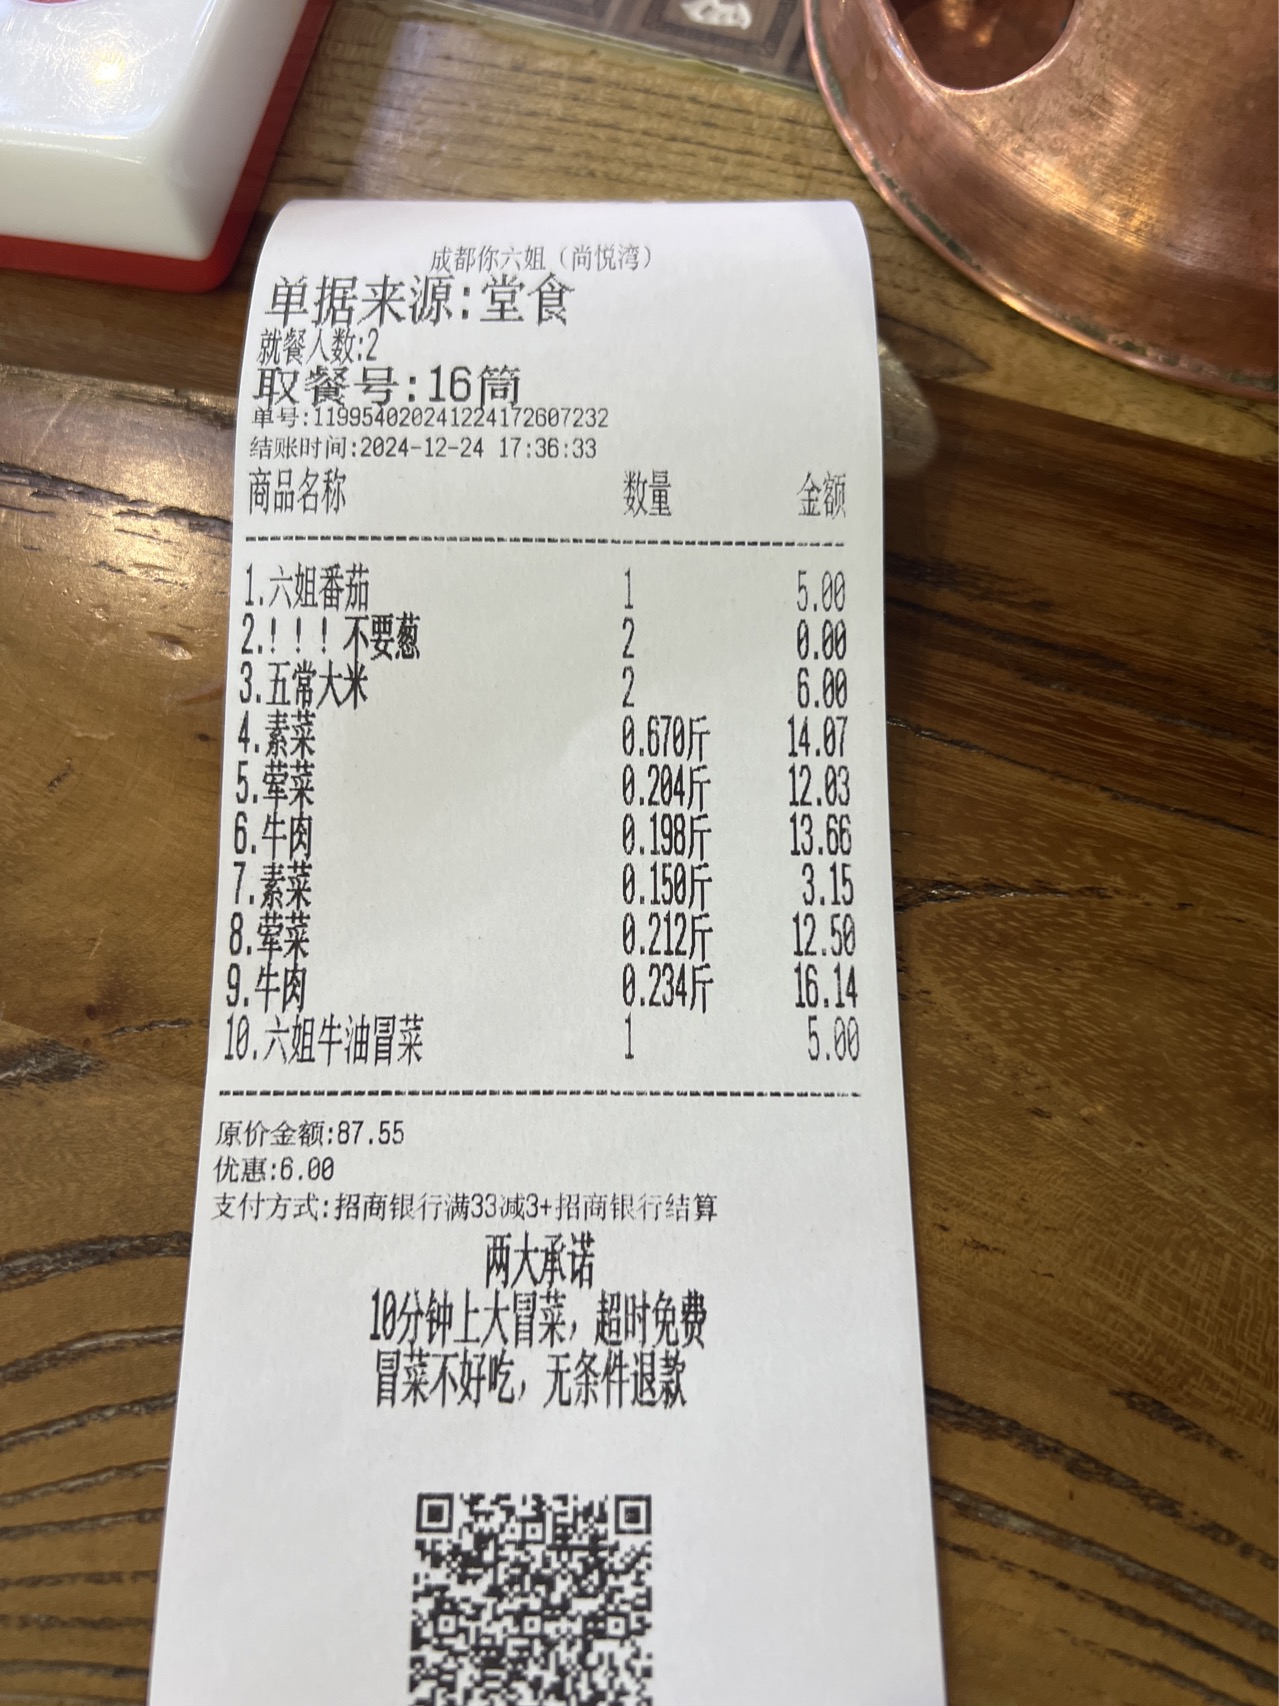 成都你六姐（尚悦湾）
单据来源:堂食
就餐人数:2
取餐号:16筒
单号:119954020241224172607232
结账时间:2024-12-24 17:36:33
商品名称 数量 金额
1.六姐番茄 1 5.00
2.！！！不要葱 2 0.00
3.五常大米 2 6.00
4.素菜 0.670斤 14.07
5.荤菜 0.204斤 12.03
6.牛肉 0.198斤 13.66
7.素菜 0.150斤 3.15
8.荤菜 0.212斤 12.50
9.牛肉 0.234斤 16.14
10.六姐牛油冒菜 1 5.00
原价金额:87.55
优惠:6.00
支付方式:招商银行满33减3+招商银行结算
两大承诺
10分钟上大冒菜，超时免费
冒菜不好吃，无条件退款